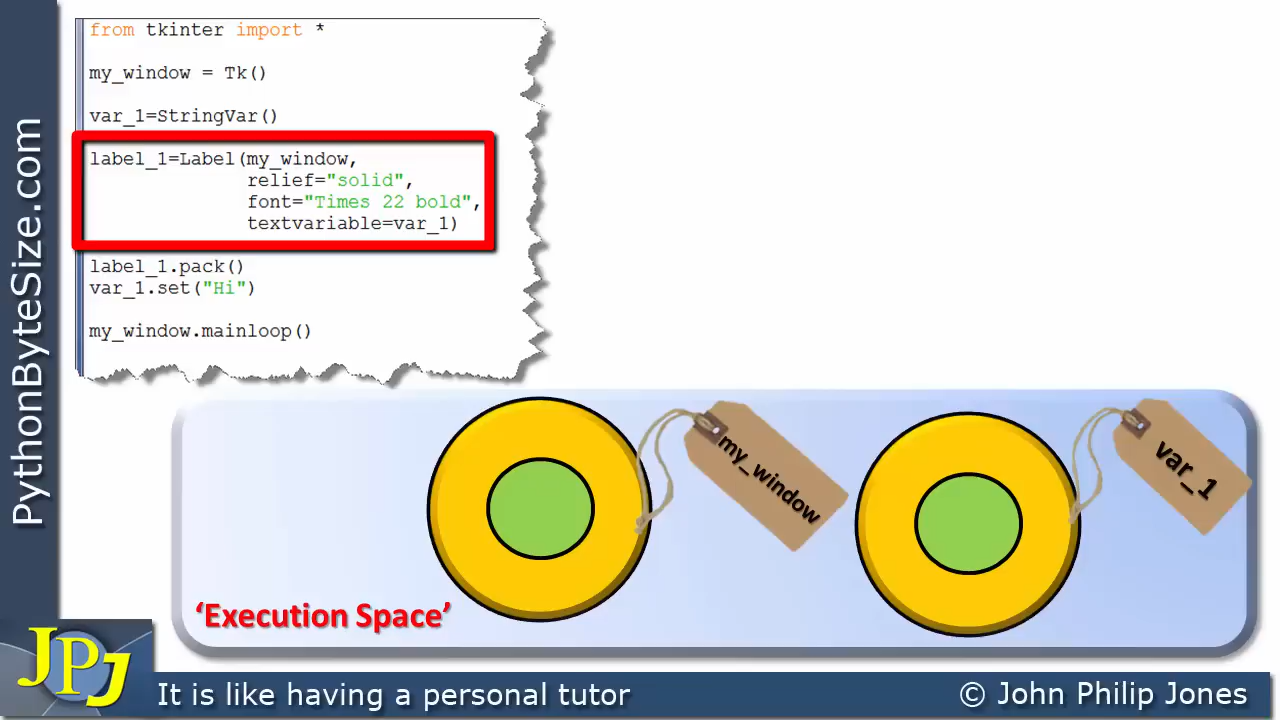 from tkinter import *
my_window = Tk()
var_1=StringVar()
label_1=Label(my_window,
relief="solid",
font="Times 22 bold",
textvariable=var_1)
label_1.pack()
var_1.set("Hi")
my_window.mainloop()
PythonByteSize.com
my_window
var_1
‘Execution Space’
JPJ
It is like having a personal tutor
© John Philip Jones